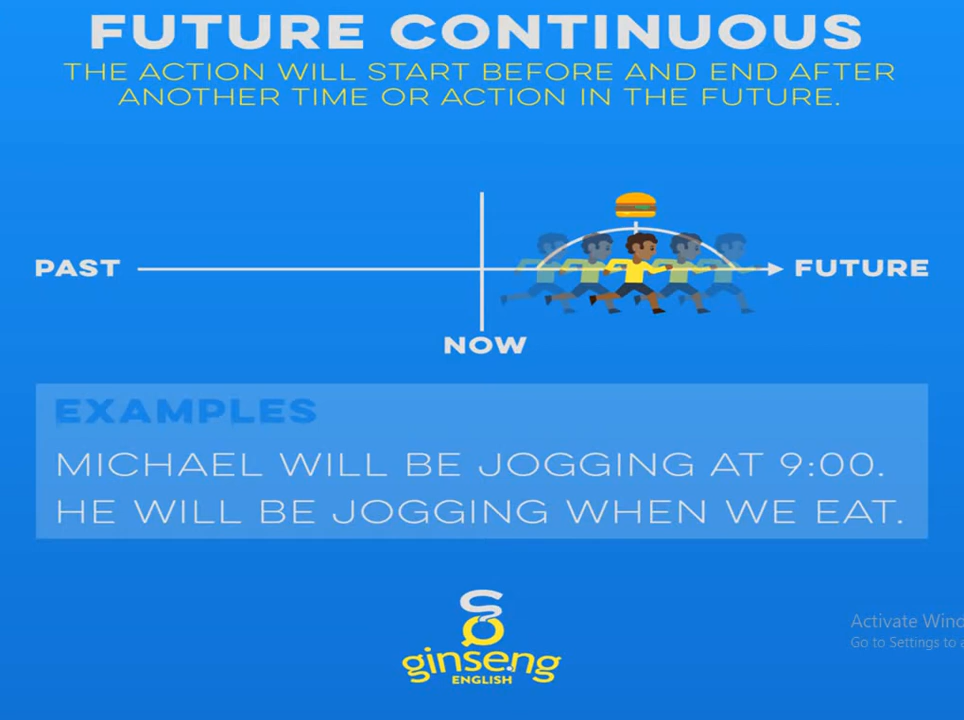 FUTURE CONTINUOUS
THE ACTION WILL START BEFORE AND END AFTER
ANOTHER TIME OR ACTION IN THE FUTURE.
PAST
FUTURE
NOW
EXAMPLES
MICHAEL WILL BE JOGGING AT 9:00.
HE WILL BE JOGGING WHEN WE EAT.
ginseng
ENGLISH
Activate Wind
Go to Settings to a